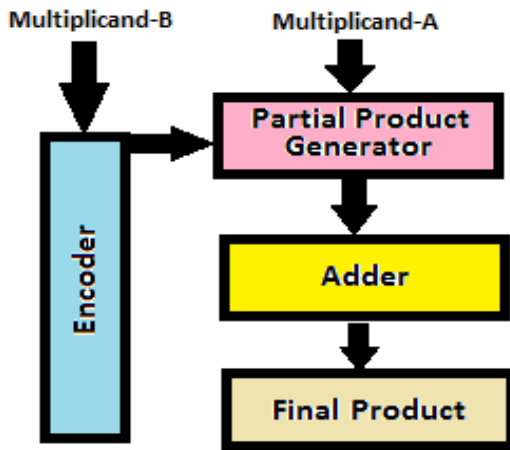 Multiplicand-B
Multiplicand-A
Partial Product
Generator
Encoder
Adder
Final Product